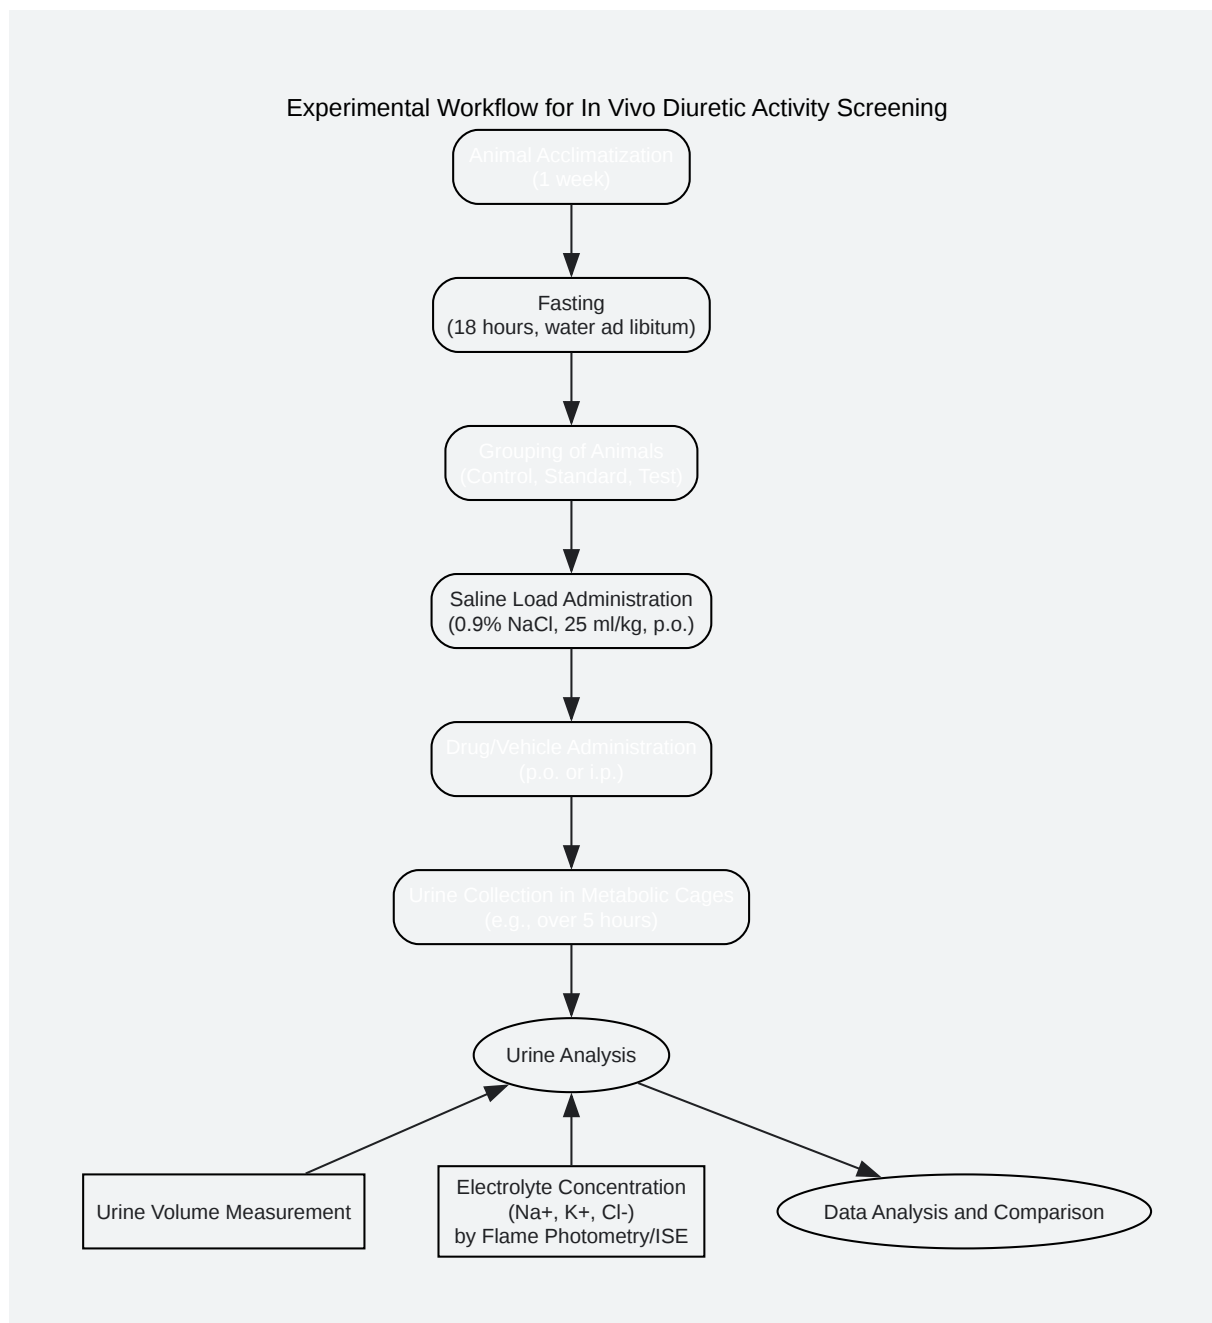 Experimental Workflow for In Vivo Diuretic Activity Screening
Animal Acclimatization
(1 week)
Fasting
(18 hours, water ad libitum)
Grouping of Animals
(Control, Standard, Test)
Saline Load Administration
(0.9% NaCl, 25 ml/kg, p.o.)
Drug/Vehicle Administration
(p.o. or i.p.)
Urine Collection in Metabolic Cages
(e.g., over 5 hours)
Urine Analysis
Urine Volume Measurement
Electrolyte Concentration
(Na+, K+, Cl-)
by Flame Photometry/ISE
Data Analysis and Comparison